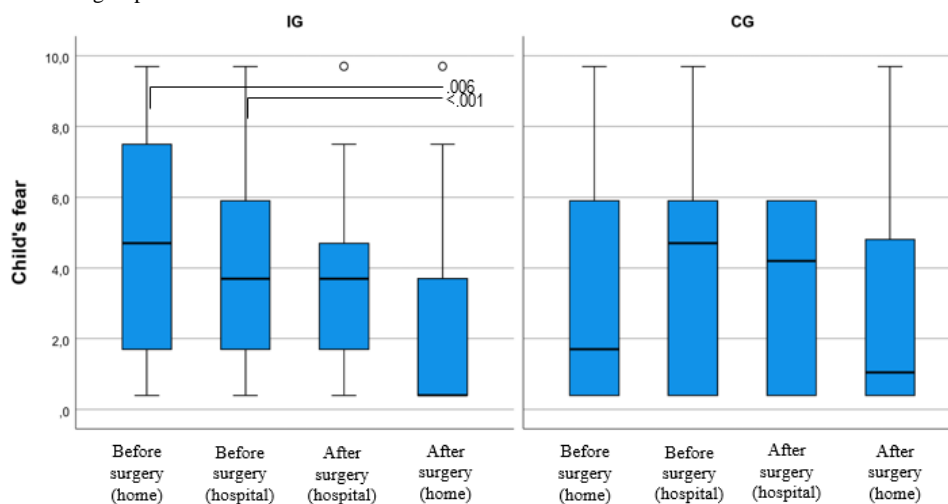 IG
CG
10,0
8,0
6,0
4,0
2,0
,0
Child's fear
.006
<.001
Before
surgery
(home)
Before
surgery
(hospital)
After
surgery
(hospital)
After
surgery
(home)
Before
surgery
(home)
Before
surgery
(hospital)
After
surgery
(hospital)
After
surgery
(home)